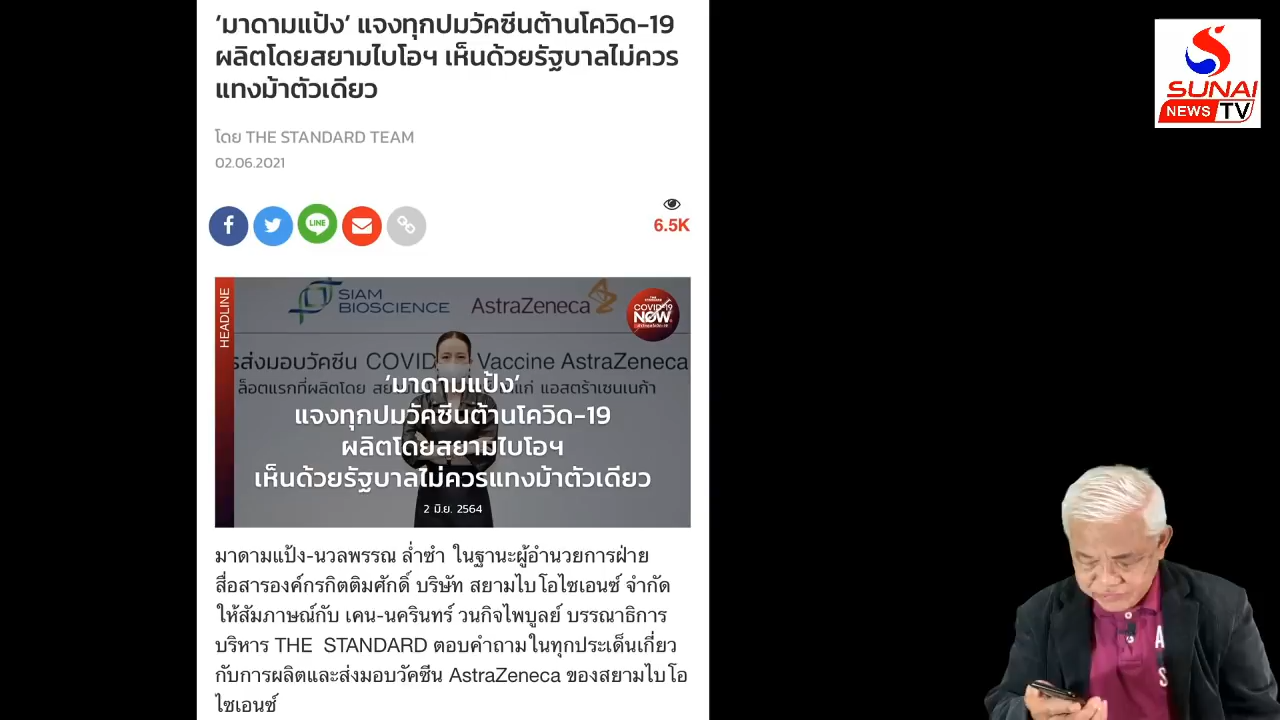 ‘มาดามแป้ง’ แจงทุกปมวัคซีนต้านโควิด-19
ผลิตโดยสยามไบโอฯ เห็นด้วยรัฐบาลไม่ควร
แทงม้าตัวเดียว
โดย THE STANDARD TEAM
02.06.2021
LINE
6.5K
SUNAI
NEWS TV
HEADLINE
SIAM
BIOSCIENCE
AstraZeneca
COVID-19
NOW
รส่งมอบวัคซีน COVID Vaccine AstraZeneca
ล็อตแรกที่ผลิตโดย แก่ แอสตร้าเซนเนก้า
‘มาดามแป้ง’
แจงทุกปมวัคซีนต้านโควิด-19
ผลิตโดยสยามไบโอฯ
เห็นด้วยรัฐบาลไม่ควรแทงม้าตัวเดียว
2 มิ.ย. 2564
มาดามแป้ง-นวลพรรณ ล่ำซำ ในฐานะผู้อำนวยการฝ่าย
สื่อสารองค์กรกิตติมศักดิ์ บริษัท สยามไบโอไซเอนซ์ จำกัด
ให้สัมภาษณ์กับ เคน-นครินทร์ วนกิจไพบูลย์ บรรณาธิการ
บริหาร THE STANDARD ตอบคำถามในทุกประเด็นเกี่ยว
กับการผลิตและส่งมอบวัคซีน AstraZeneca ของสยามไบโอ
ไซเอนซ์